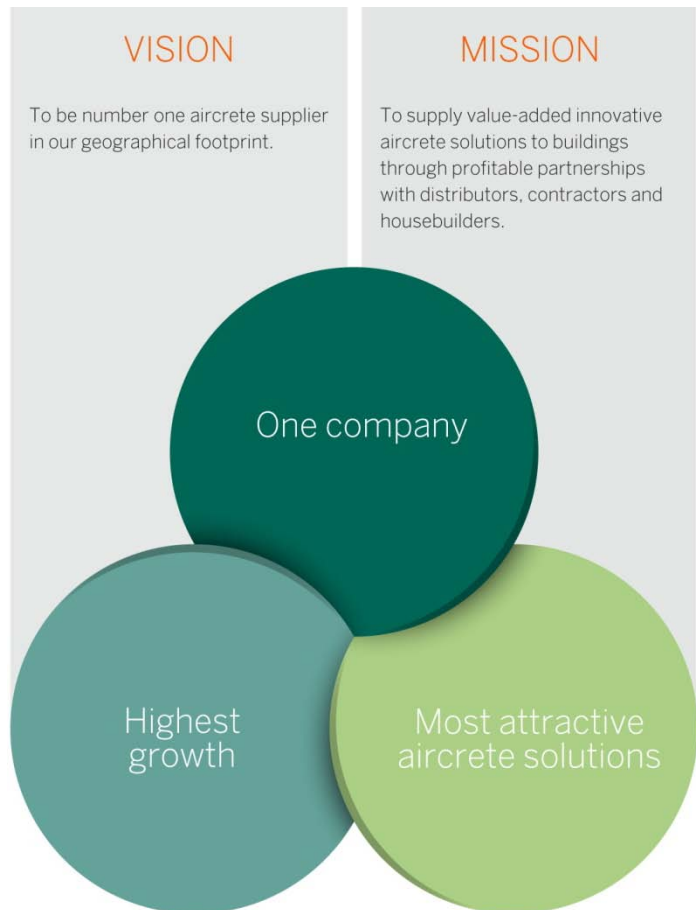 VISION
To be number one aircrete supplier
in our geographical footprint.
MISSION
To supply value-added innovative
aircrete solutions to buildings
through profitable partnerships
with distributors, contractors and
housebuilders.
One company
Highest
growth
Most attractive
aircrete solutions